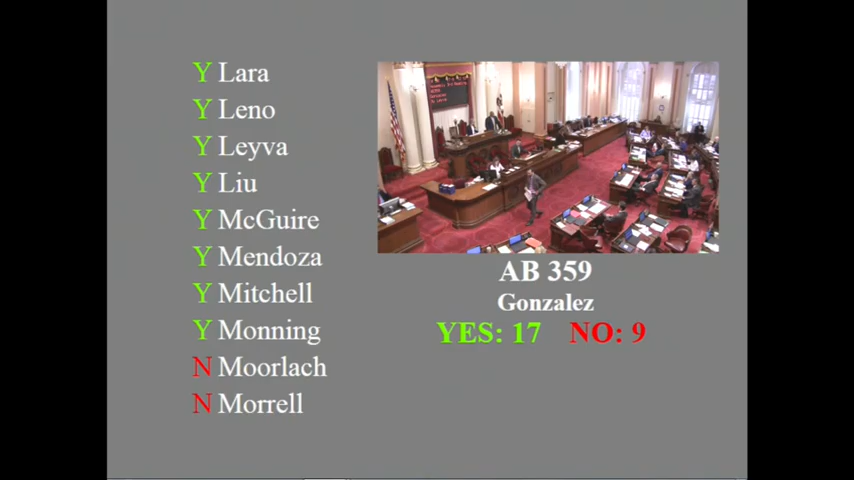 Y Lara
Y Leno
Y Leyva
Y Liu
Y McGuire
Y Mendoza
Y Mitchell
Y Monning
N Moorlach
N Morrell
AB 359
Gonzalez
YES: 17 NO: 9